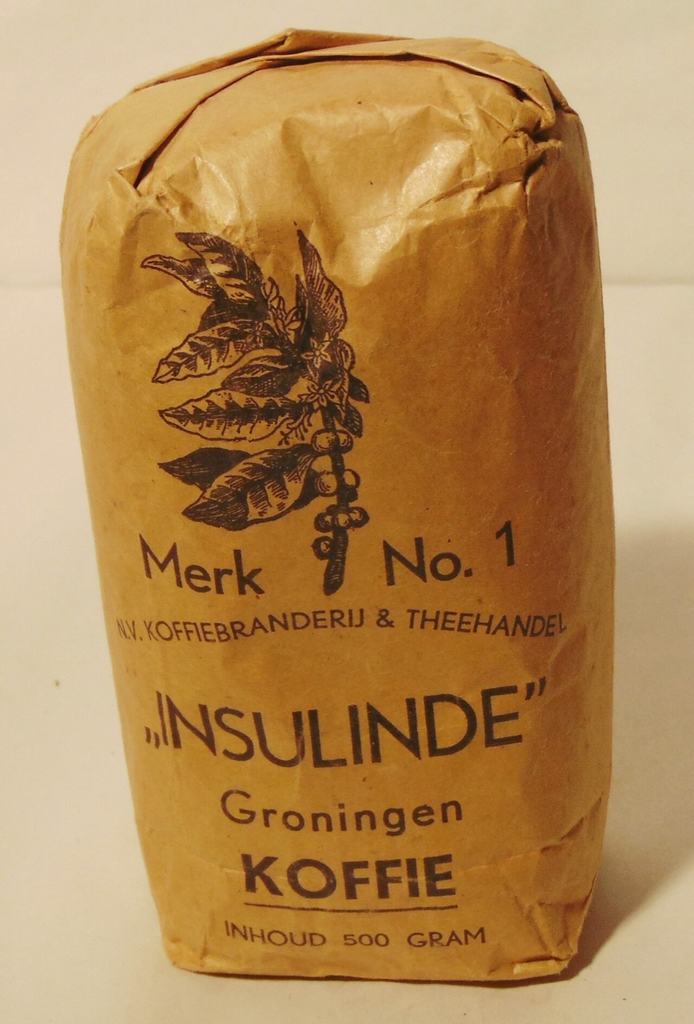 Merk No. 1
N.V. KOFFIEBRANDERIJ & THEEHANDEL
„INSULINDE”
Groningen
KOFFIE
INHOUD 500 GRAM